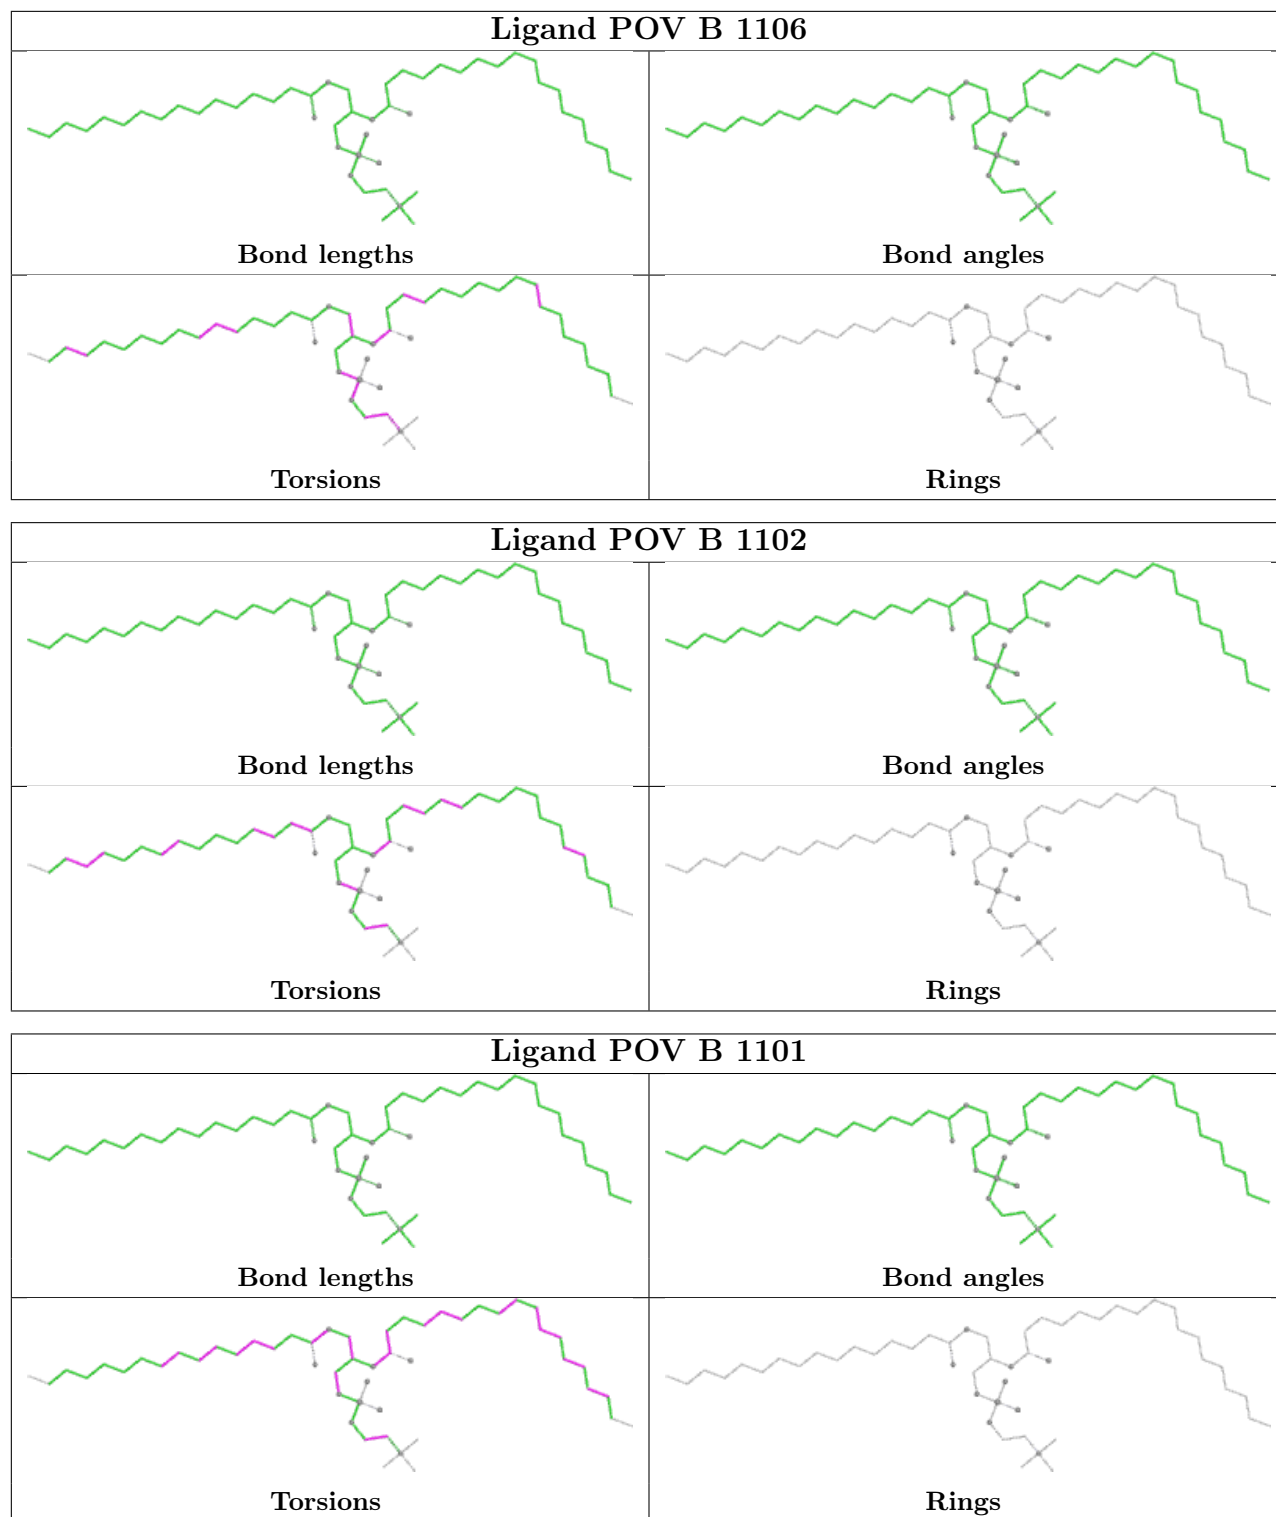 Ligand POV B 1106
Bond lengths
Bond angles
Torsions
Rings
Ligand POV B 1102
Bond lengths
Bond angles
Torsions
Rings
Ligand POV B 1101
Bond lengths
Bond angles
Torsions
Rings